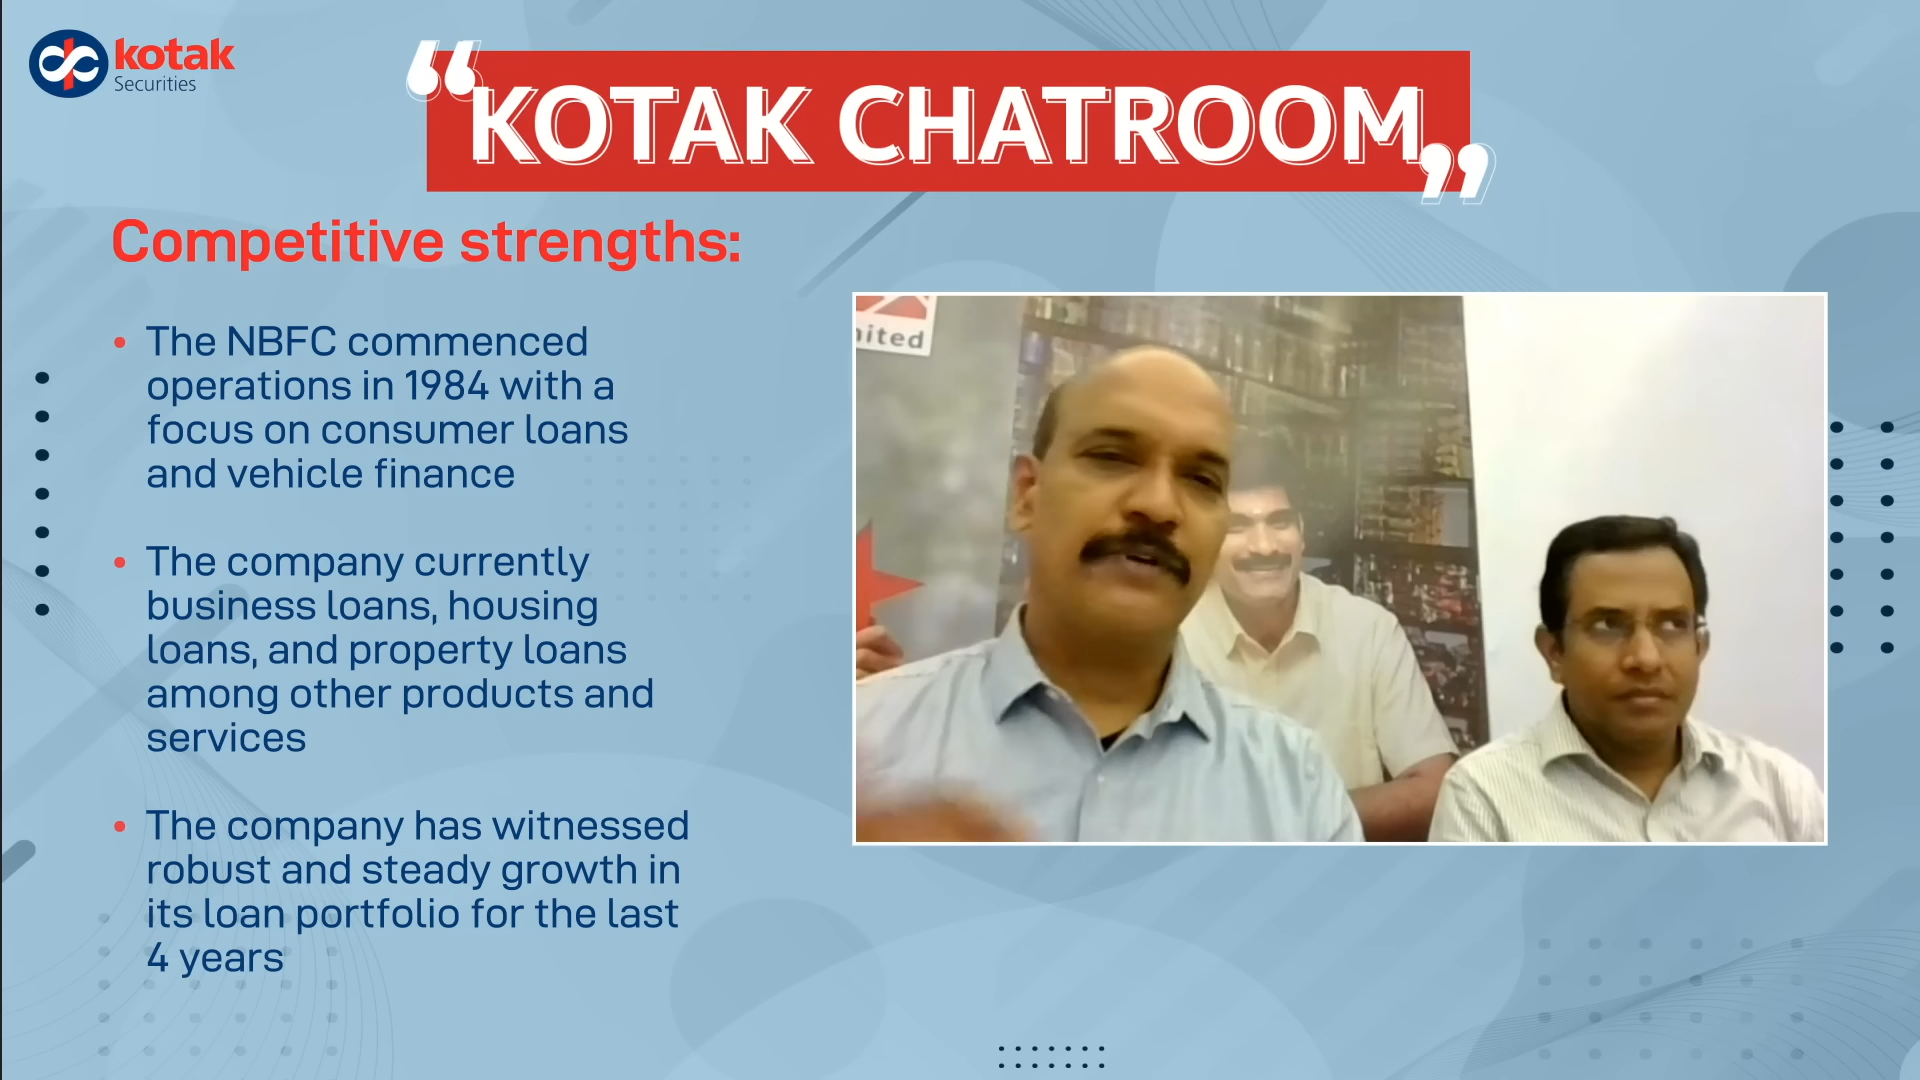 kotak
Securities
“KOTAK CHATROOM”
Competitive strengths:
• The NBFC commenced
operations in 1984 with a
focus on consumer loans
and vehicle finance
• The company currently
business loans, housing
loans, and property loans
among other products and
services
• The company has witnessed
robust and steady growth in
its loan portfolio for the last
4 years